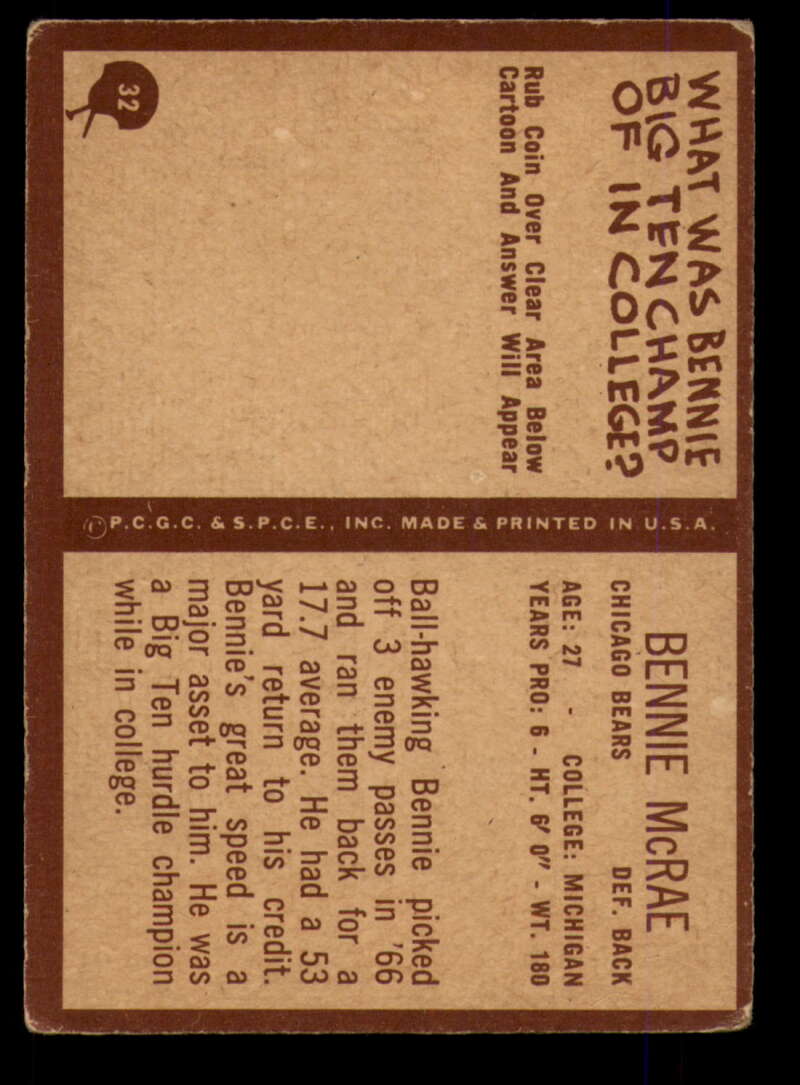 WHAT WAS BENNIE
BIG TEN CHAMP
OF IN COLLEGE?
Rub Coin Over Clear Area Below
Cartoon And Answer Will Appear
32
©P.C.G.C. & S.P.C.E., INC. MADE & PRINTED IN U.S.A.
BENNIE McRAE
CHICAGO BEARS DEF. BACK
AGE: 27 - COLLEGE: MICHIGAN
YEARS PRO: 6 - HT. 6' 0" - WT. 180
Ball-hawking Bennie picked
off 3 enemy passes in '66
and ran them back for a
17.7 average. He had a 53
yard return to his credit.
Bennie's great speed is a
major asset to him. He was
a Big Ten hurdle champion
while in college.